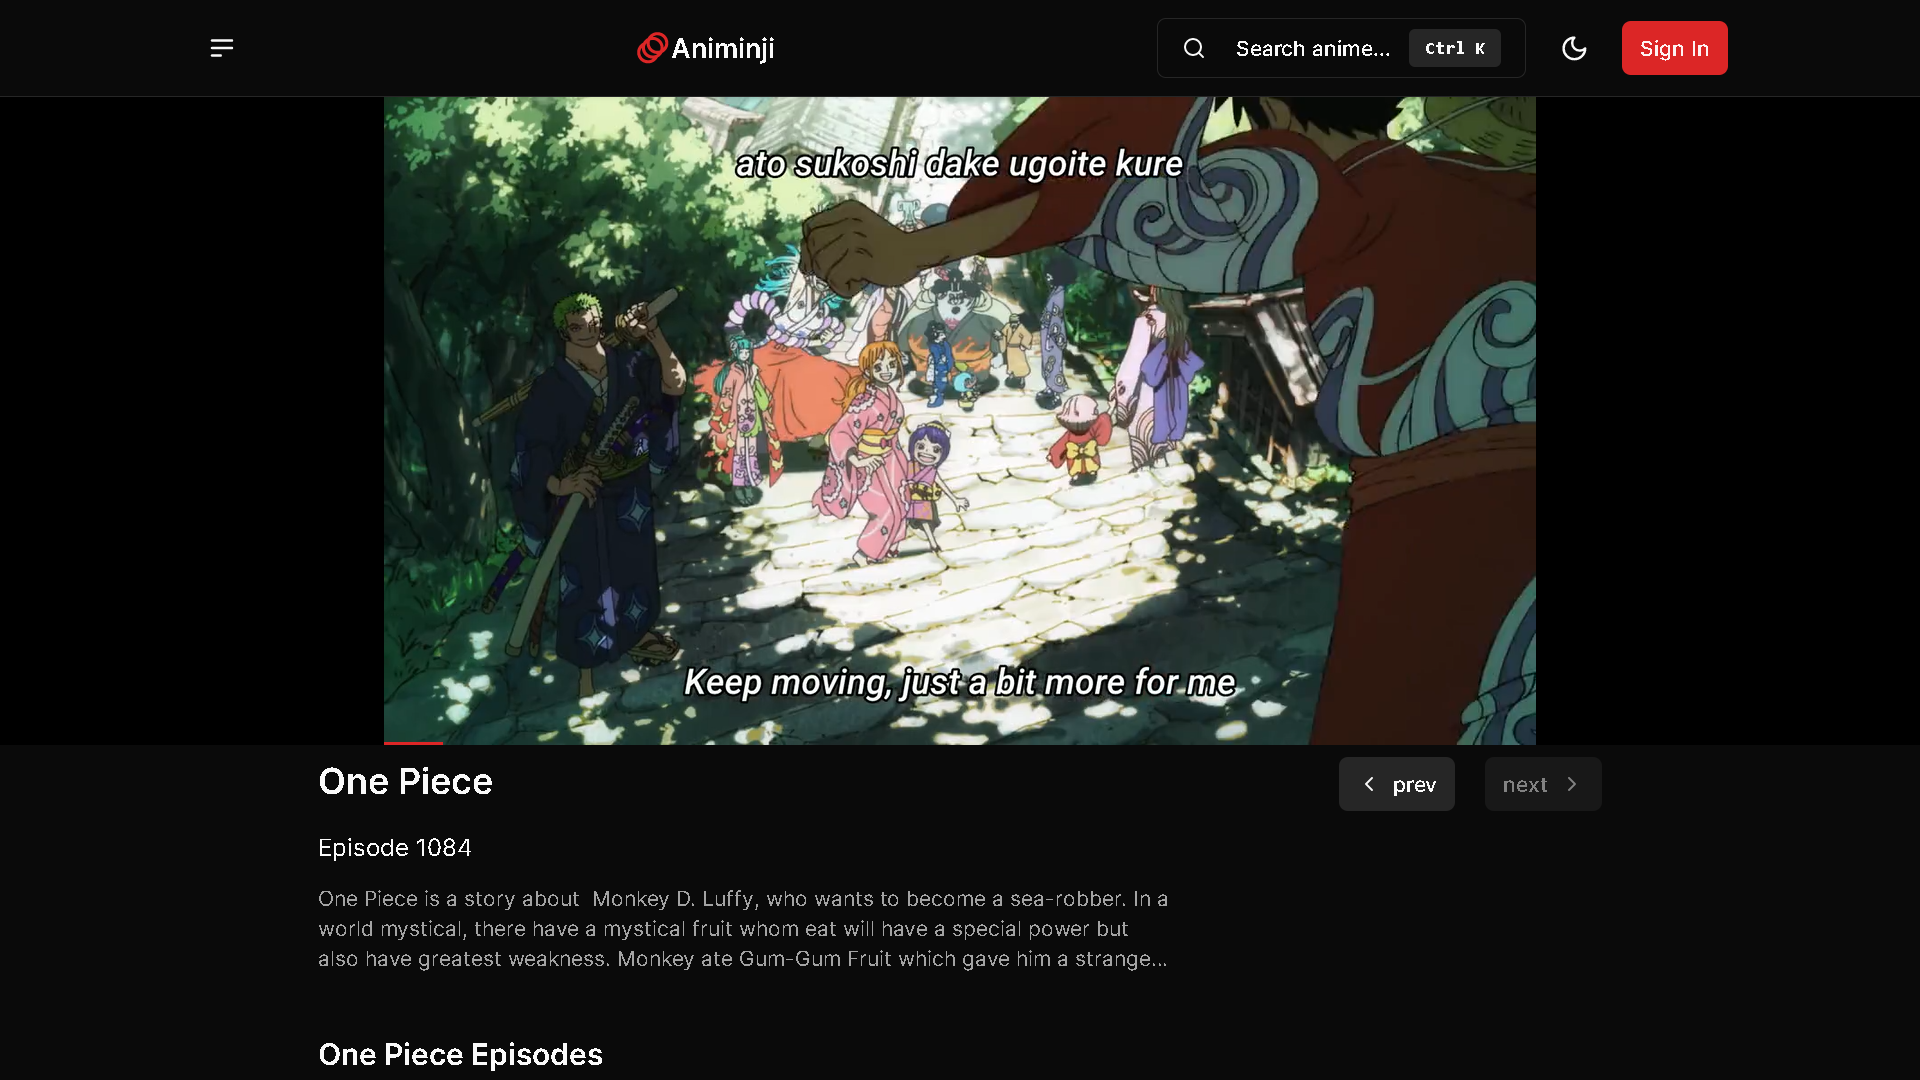 Animinji
Search anime...
Ctrl K
Sign In
ato sukoshi dake ugoite kure
Keep moving, just a bit more for me
One Piece
prev
next
Episode 1084
One Piece is a story about  Monkey D. Luffy, who wants to become a sea-robber. In a
world mystical, there have a mystical fruit whom eat will have a special power but
also have greatest weakness. Monkey ate Gum-Gum Fruit which gave him a strange...
One Piece Episodes